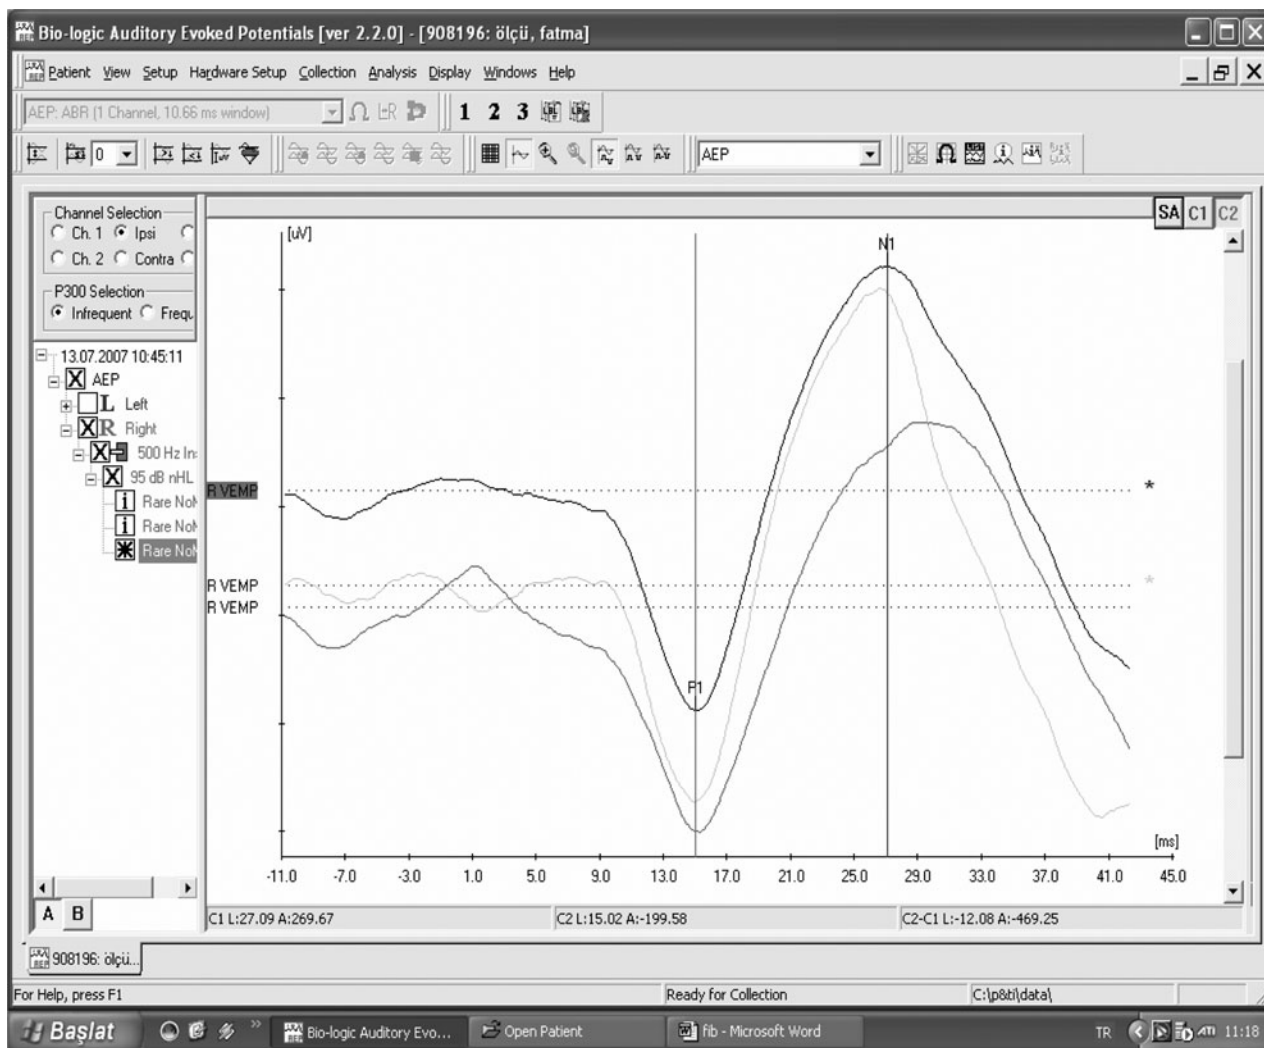 Bio-logic Auditory Evoked Potentials [ver 2.2.0] - [908196: ölçü, fatma]
Patient View Setup Hardware Setup Collection Analysis Display Windows Help
AEP: ABR (1 Channel, 10.66 ms window)
1 2 3
0
AEP
SA C1 C2
Channel Selection
Ch. 1 Ipsi
Ch. 2 Contra
P300 Selection
Infrequent Frequ
13.07.2007 10:45:11
AEP
L Left
R Right
500 Hz In
95 dB nHL
Rare No
Rare No
Rare No
A B
[uV]
N1
R VEMP
*
R VEMP
*
R VEMP
P1
[ms]
-11.0 -7.0 -3.0 1.0 5.0 9.0 13.0 17.0 21.0 25.0 29.0 33.0 37.0 41.0 45.0
C1 L:27.09 A:269.67 C2 L:15.02 A:-199.58 C2-C1 L:-12.08 A:-469.25
908196: ölçü...
For Help, press F1 Ready for Collection C:\p&ti\data\
Başlat » Bio-logic Auditory Evo... Open Patient fib - Microsoft Word TR ATI 11:18